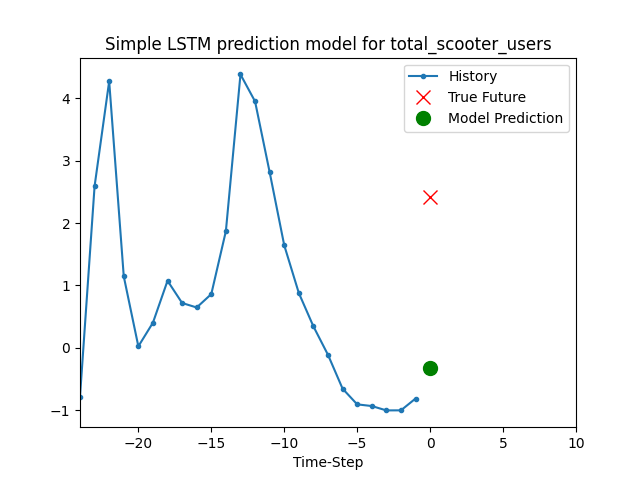 Simple LSTM prediction model for total_scooter_users
History
True Future
Model Prediction
4
3
2
1
0
−1
−20
−15
−10
−5
0
5
10
Time-Step